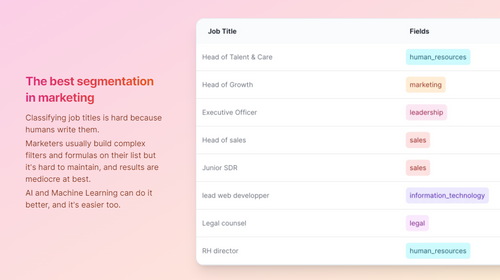 The best segmentation
in marketing
Classifying job titles is hard because
humans write them.
Marketers usually build complex
filters and formulas on their list but
it's hard to maintain, and results are
mediocre at best.
AI and Machine Learning can do it
better, and it's easier too.
Job Title Fields
Head of Talent & Care human_resources
Head of Growth marketing
Executive Officer leadership
Head of sales sales
Junior SDR sales
lead web developper information_technology
Legal counsel legal
RH director human_resources